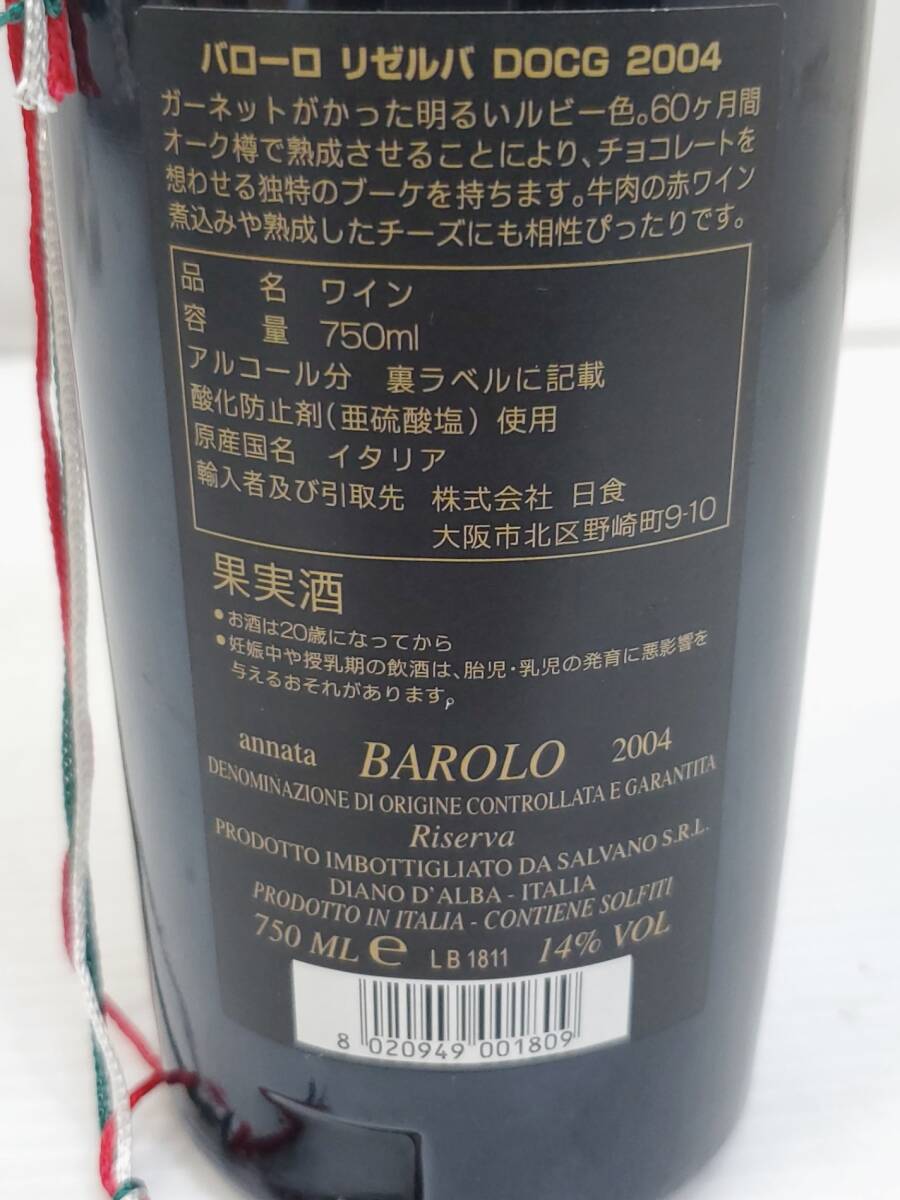 バローロ リゼルバ DOCG 2004
ガーネットがかった明るいルビー色。60ヶ月間
オーク樽で熟成させることにより、チョコレートを
想わせる独特のブーケを持ちます。牛肉の赤ワイン
煮込みや熟成したチーズにも相性ぴったりです。
品 名 ワイン
容 量 750ml
アルコール分 裏ラベルに記載
酸化防止剤(亜硫酸塩) 使用
原産国名 イタリア
輸入者及び引取先 株式会社 日食
大阪市北区野崎町9-10
果実酒
●お酒は20歳になってから
●妊娠中や授乳期の飲酒は、胎児・乳児の発育に悪影響を
与えるおそれがあります。
annata BAROLO 2004
DENOMINAZIONE DI ORIGINE CONTROLLATA E GARANTITA
Riserva
PRODOTTO IMBOTTIGLIATO DA SALVANO S.R.L.
DIANO D'ALBA - ITALIA
PRODOTTO IN ITALIA - CONTIENE SOLFITI
750 ML e LB1811 14% VOL
8 020949 001809